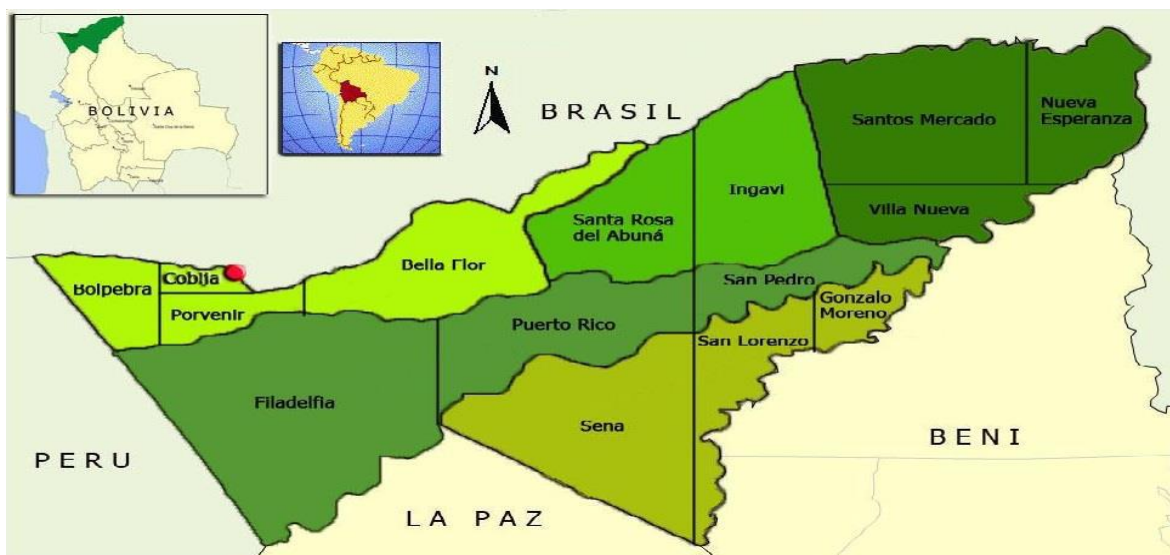 BOLIVIA
N
BRASIL
Santos Mercado
Nueva
Esperanza
Ingavi
Villa Nueva
Santa Rosa
del Abuná
Bella Flor
Cobija
Bolpebra
Porvenir
San Pedro
Gonzalo
Moreno
Puerto Rico
San Lorenzo
Filadelfia
Sena
BENI
PERU
LA PAZ